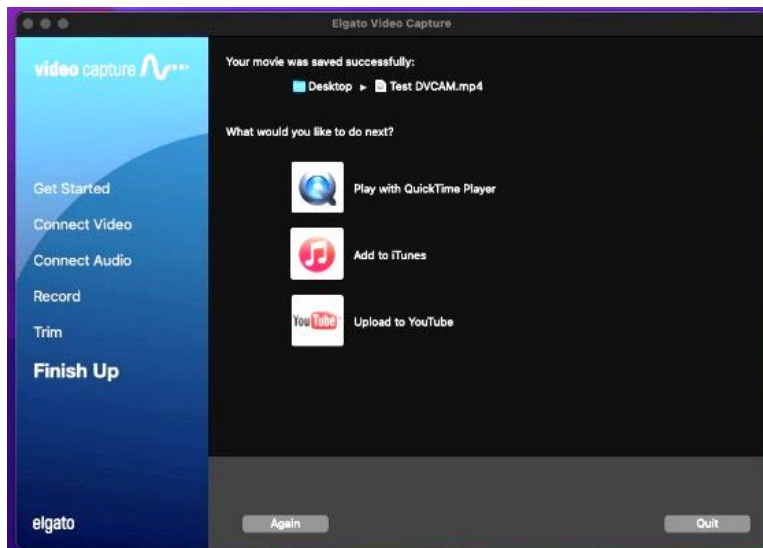 Elgato Video Capture
video capture
Your movie was saved successfully:
Desktop ▸ Test DVCAM.mp4
What would you like to do next?
Get Started
Play with QuickTime Player
Connect Video
Connect Audio
Add to iTunes
Record
YouTube
Upload to YouTube
Trim
Finish Up
elgato
Again
Quit